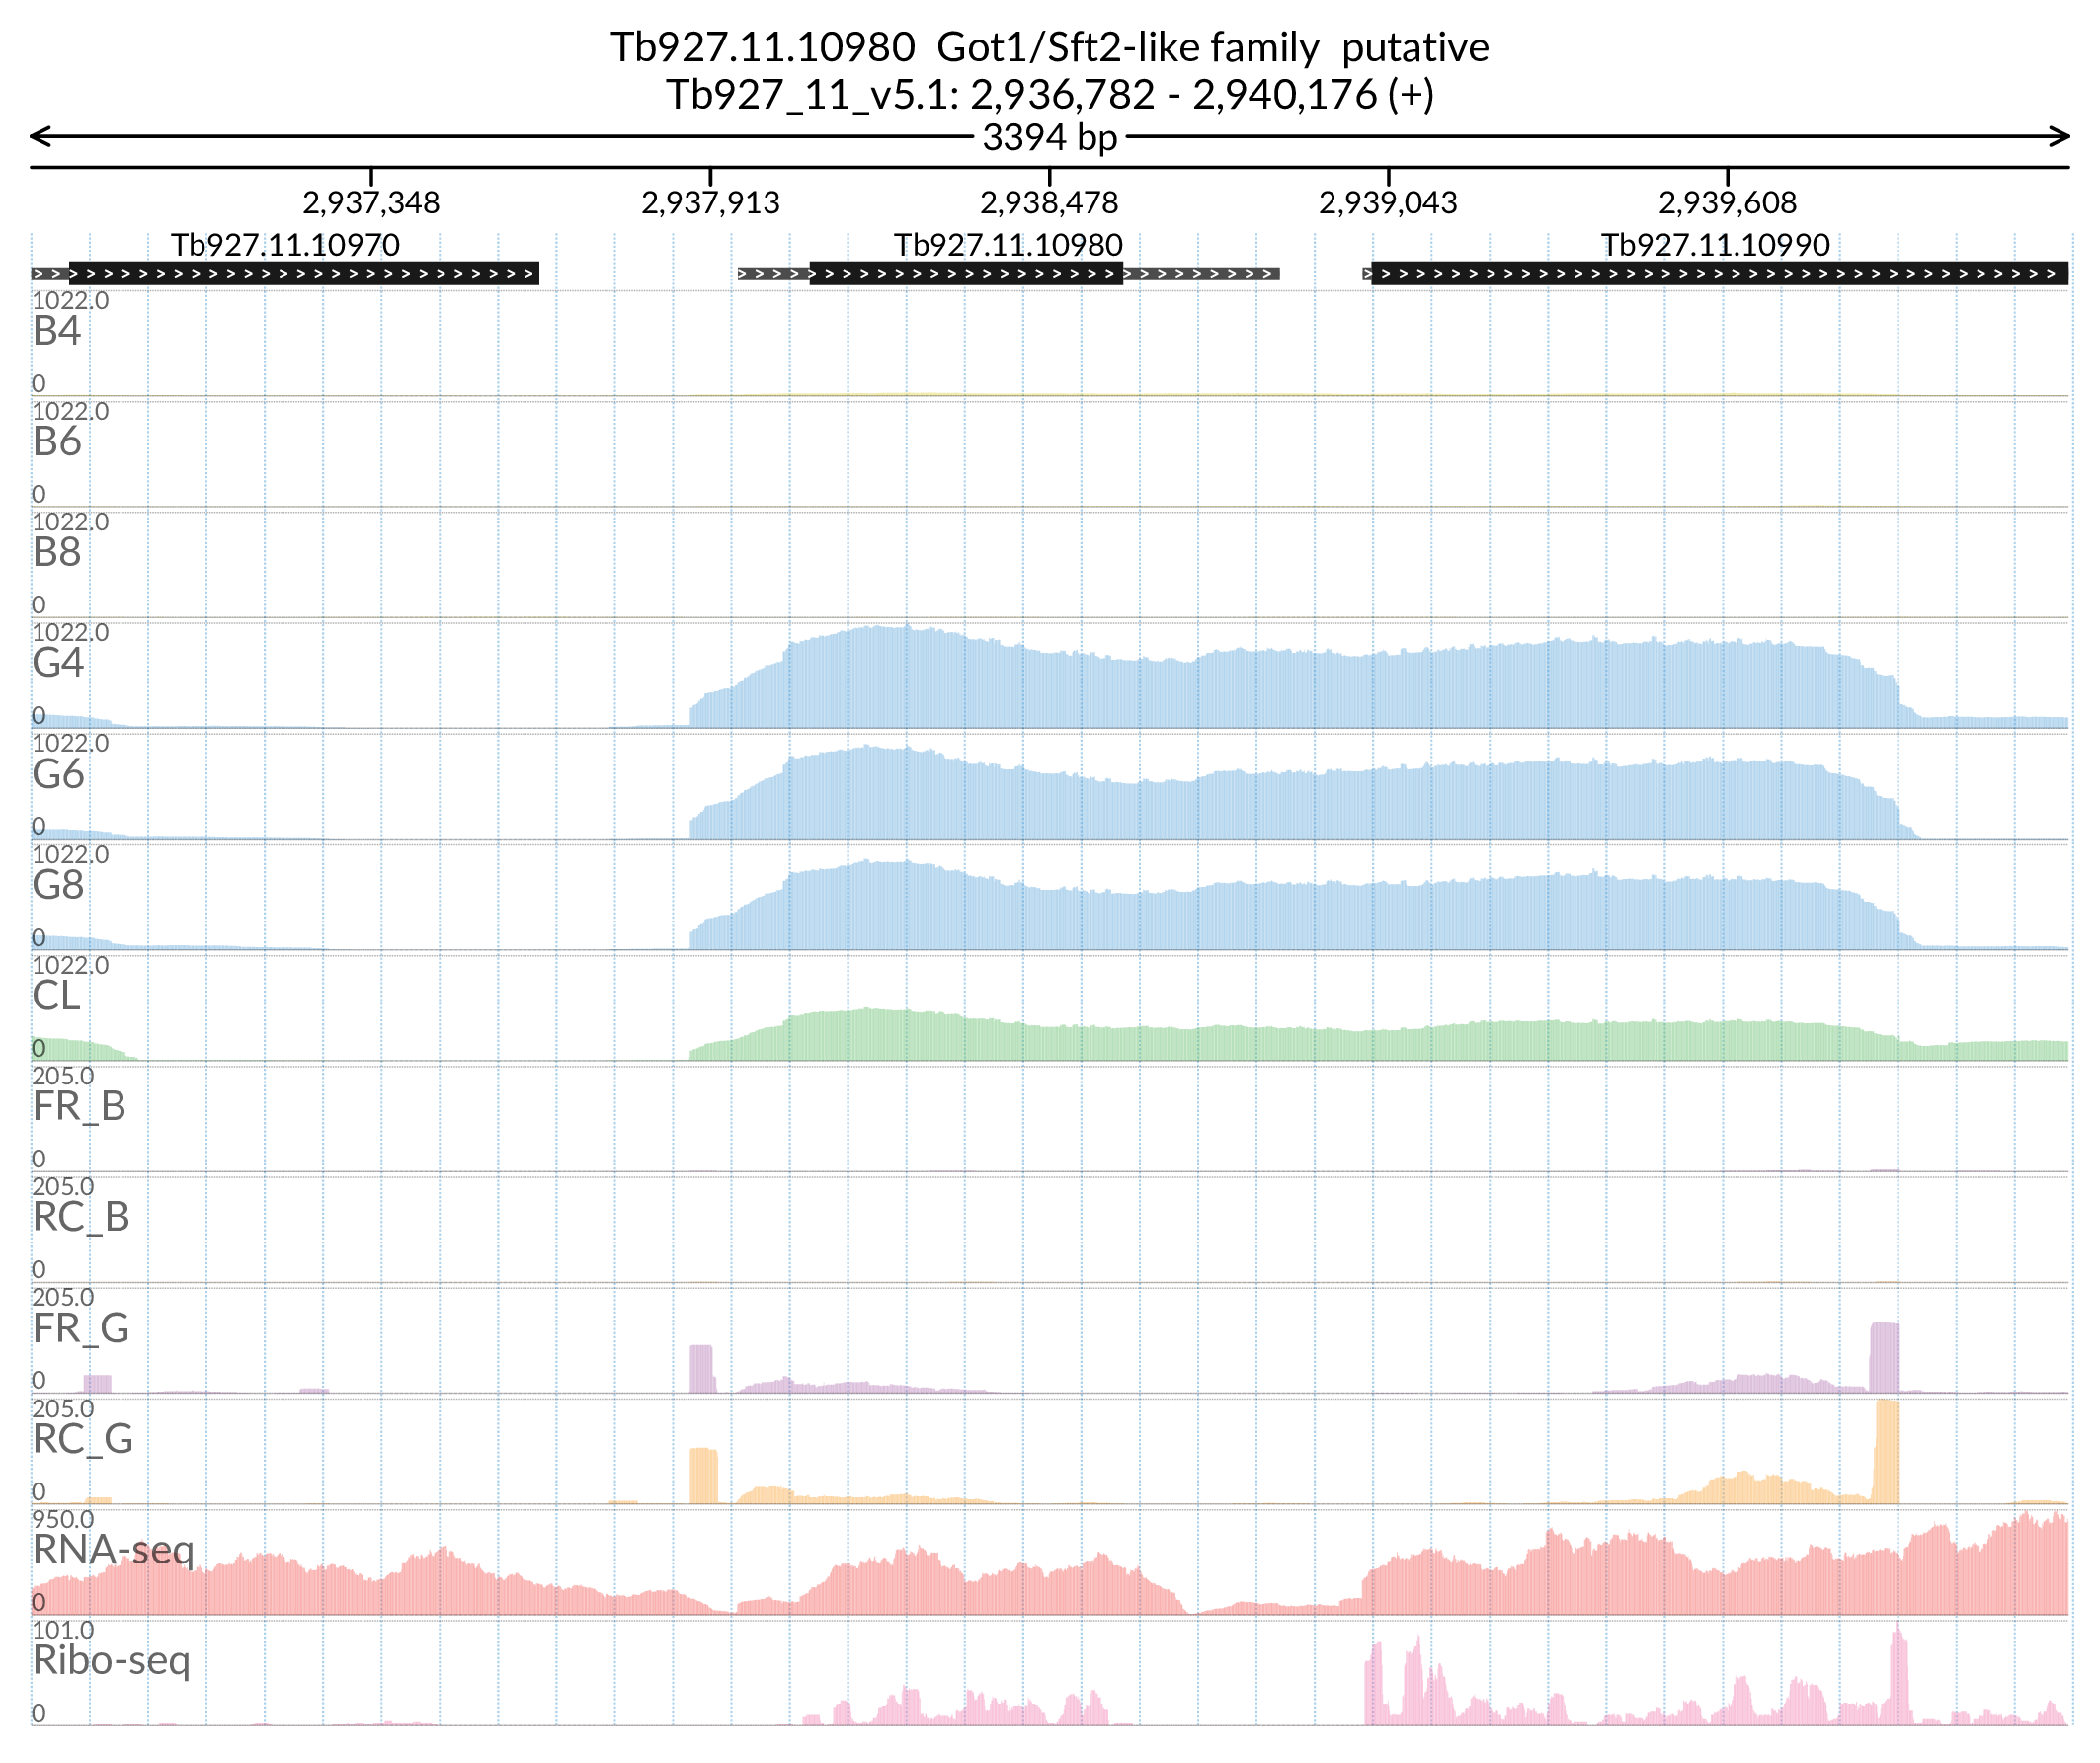 Tb927.11.10980  Got1/Sft2-like family  putative
Tb927_11_v5.1: 2,936,782 - 2,940,176 (+)
3394 bp
2,937,348 2,937,913 2,938,478 2,939,043 2,939,608
Tb927.11.10970 Tb927.11.10980 Tb927.11.10990
1022.0
B4
0
1022.0
B6
0
1022.0
B8
0
1022.0
G4
0
1022.0
G6
0
1022.0
G8
0
1022.0
CL
0
205.0
FR_B
0
205.0
RC_B
0
205.0
FR_G
0
205.0
RC_G
0
950.0
RNA-seq
0
101.0
Ribo-seq
0